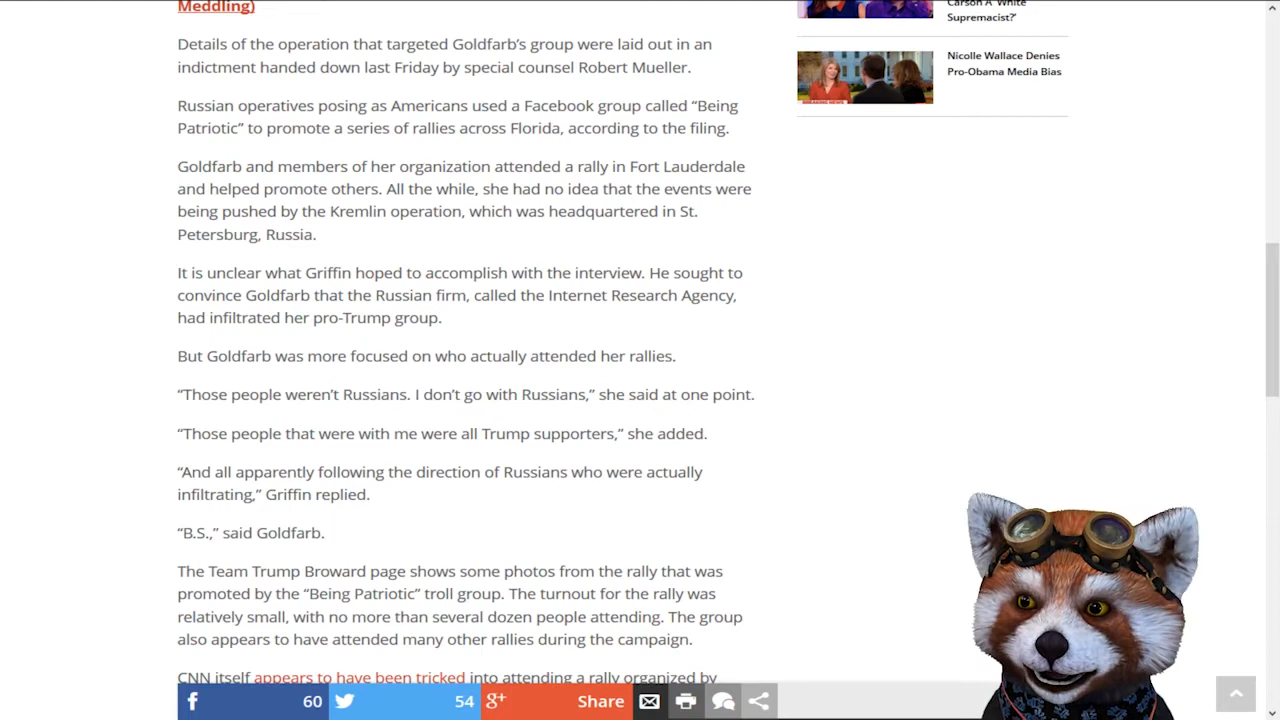 Meddling)
Carson A 'White
Supremacist?'
Nicolle Wallace Denies
Pro-Obama Media Bias
Details of the operation that targeted Goldfarb’s group were laid out in an
indictment handed down last Friday by special counsel Robert Mueller.
Russian operatives posing as Americans used a Facebook group called “Being
Patriotic” to promote a series of rallies across Florida, according to the filing.
Goldfarb and members of her organization attended a rally in Fort Lauderdale
and helped promote others. All the while, she had no idea that the events were
being pushed by the Kremlin operation, which was headquartered in St.
Petersburg, Russia.
It is unclear what Griffin hoped to accomplish with the interview. He sought to
convince Goldfarb that the Russian firm, called the Internet Research Agency,
had infiltrated her pro-Trump group.
But Goldfarb was more focused on who actually attended her rallies.
“Those people weren’t Russians. I don’t go with Russians,” she said at one point.
“Those people that were with me were all Trump supporters,” she added.
“And all apparently following the direction of Russians who were actually
infiltrating,” Griffin replied.
“B.S.,” said Goldfarb.
The Team Trump Broward page shows some photos from the rally that was
promoted by the “Being Patriotic” troll group. The turnout for the rally was
relatively small, with no more than several dozen people attending. The group
also appears to have attended many other rallies during the campaign.
CNN itself appears to have been tricked into attending a rally organized by
f 60 54 g+ Share